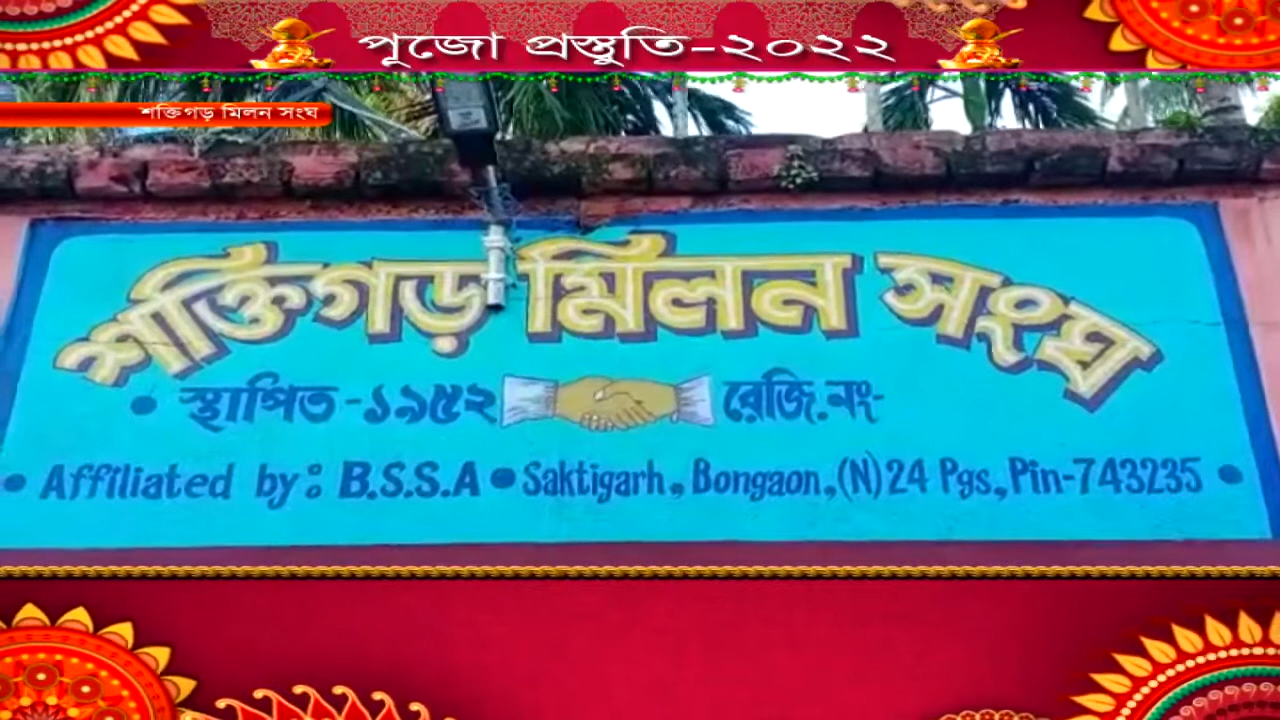 পুজো প্রস্তুতি-২০২২
শক্তিগড় মিলন সংঘ
শক্তিগড় মিলন সংঘ
• স্থাপিত -১৯৫২ রেজি.নং-
• Affiliated by: B.S.S.A • Saktigarh, Bongaon, (N) 24 Pgs, Pin-743235 •